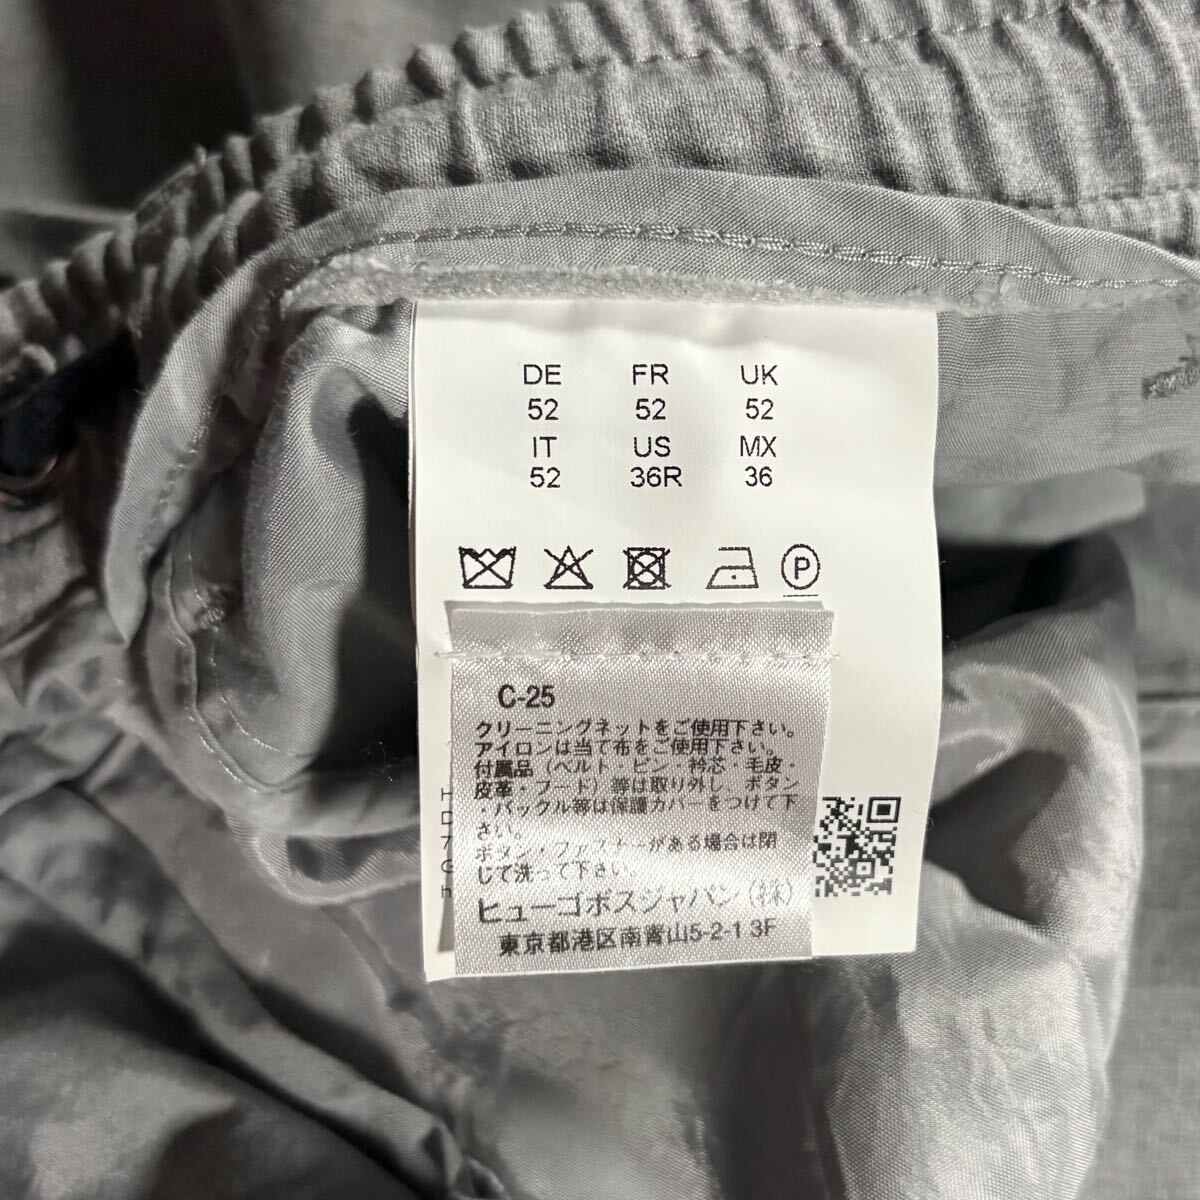 DE FR UK
52 52 52
IT US MX
52 36R 36
P
C-25
クリーニングネットをご使用下さい。
アイロンは当て布をご使用下さい。
付属品（ベルト・ピン・衿芯・毛皮・
皮革・フード）等は取り外し、ボタン
・バックル等は保護カバーをつけて下
さい。
ボタン・ファスナーがある場合は閉
じて洗って下さい。
ヒューゴボスジャパン（株）
東京都港区南青山5-2-1 3F